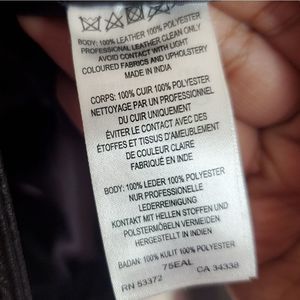 BODY: 100% LEATHER 100% POLYESTER
PROFESSIONAL LEATHER CLEAN ONLY
AVOID CONTACT WITH LIGHT
COLOURED FABRICS AND UPHOLSTERY
MADE IN INDIA
CORPS: 100% CUIR 100% POLYESTER
NETTOYAGE PAR UN PROFESSIONNEL
DU CUIR UNIQUEMENT
ÉVITER LE CONTACT AVEC DES
ÉTOFFES ET TISSUS D'AMEUBLEMENT
DE COULEUR CLAIRE
FABRIQUÉ EN INDE
BODY: 100% LEDER 100% POLYESTER
NUR PROFESSIONELLE
LEDERREINIGUNG
KONTAKT MIT HELLEN STOFFEN UND
POLSTERMÖBELN VERMEIDEN
HERGESTELLT IN INDIEN
BADAN: 100% KULIT 100% POLYESTER
75EAL
RN 53372 CA 34338